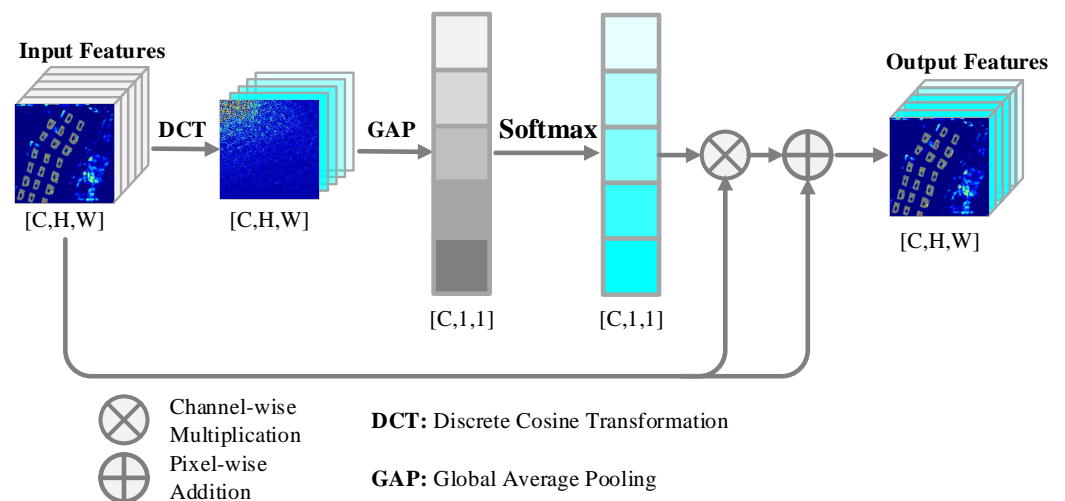 Input Features
Output Features
DCT
GAP
Softmax
[C,H,W]
[C,H,W]
[C,H,W]
[C,1,1]
[C,1,1]
Channel-wise
Multiplication
DCT: Discrete Cosine Transformation
Pixel-wise
Addition
GAP: Global Average Pooling